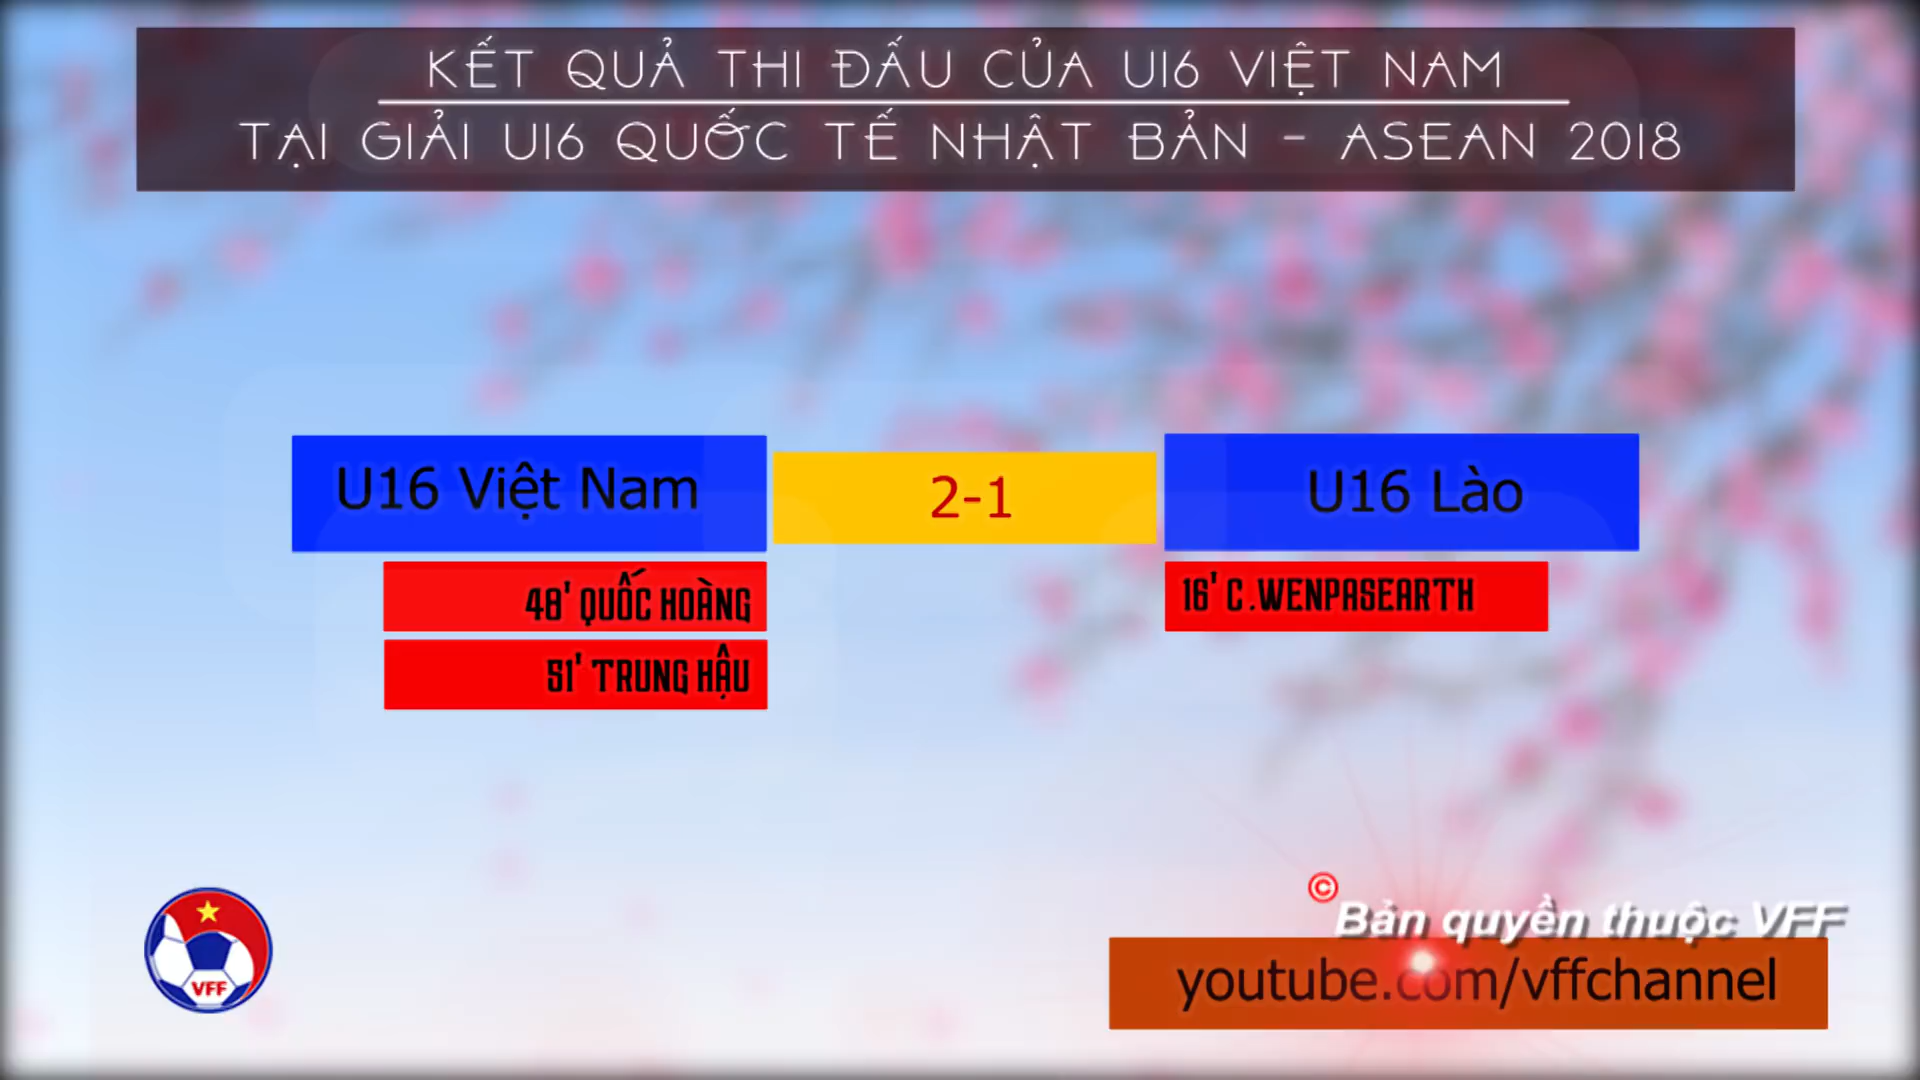 KẾT QUẢ THI ĐẤU CỦA U16 VIỆT NAM
TẠI GIẢI U16 QUỐC TẾ NHẬT BẢN - ASEAN 2018
U16 Việt Nam
2-1
U16 Lào
48' QUỐC HOÀNG
16' C.WENPASEARTH
51' TRUNG HẬU
VFF
© Bản quyền thuộc VFF
youtube.com/vffchannel